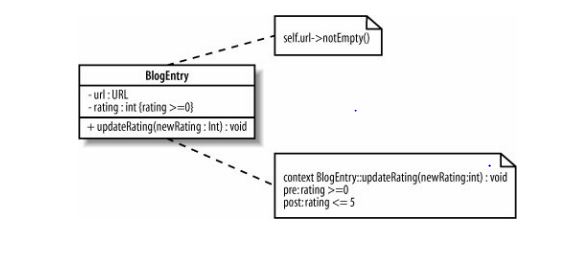 self.url->notEmpty()
BlogEntry
- url : URL
- rating : int {rating >=0}
+ updateRating(newRating : Int) : void
context BlogEntry::updateRating(newRating:int) : void
pre: rating >=0
post: rating <= 5